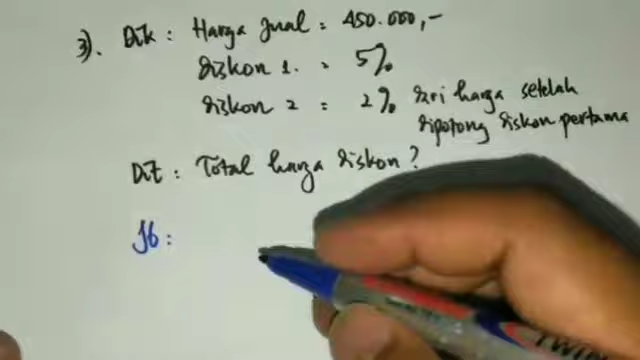 3). Dik : Harga Jual = 450.000,-
Diskon 1. = 5%
Diskon 2 = 2% dari harga setelah
dipotong diskon pertama
Dit : Total harga diskon ?
Jb :
TWIN